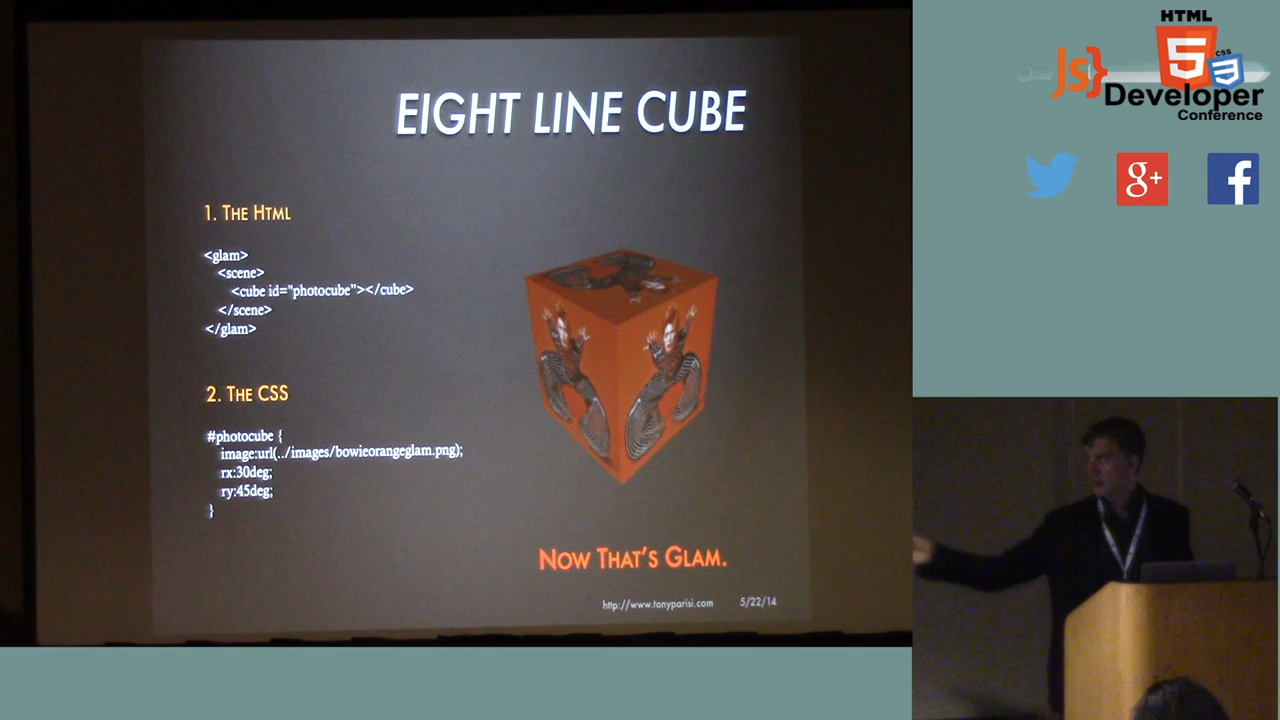 EIGHT LINE CUBE
1. The Html
<glam>
<scene>
<cube id="photocube”></cube>
</scene>
</glam>
2. The CSS
#photocube {
image:url(../images/bowieorangeglam.png);
rx:30deg;
ry:45deg;
}
Now That’s Glam.
http://www.tonyparisi.com 5/22/14
HTML
JS}
5
css
3
Developer
Conference
g+
f